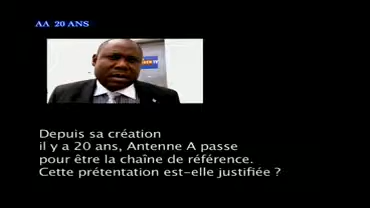 AA 20 ANS
Depuis sa création
il y a 20 ans, Antenne A passe
pour être la chaîne de référence.
Cette prétention est-elle justifiée ?